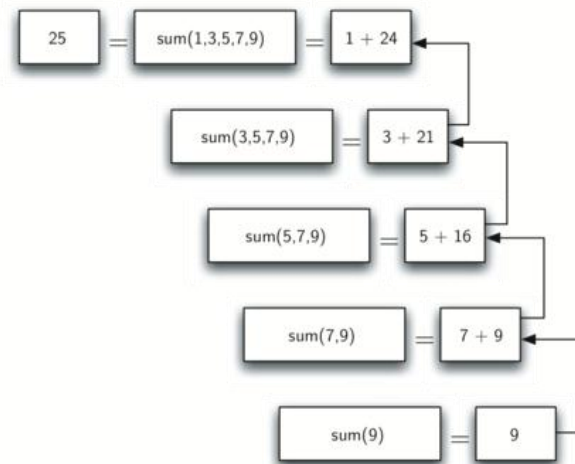 25 = sum(1,3,5,7,9) = 1 + 24
sum(3,5,7,9) = 3 + 21
sum(5,7,9) = 5 + 16
sum(7,9) = 7 + 9
sum(9) = 9